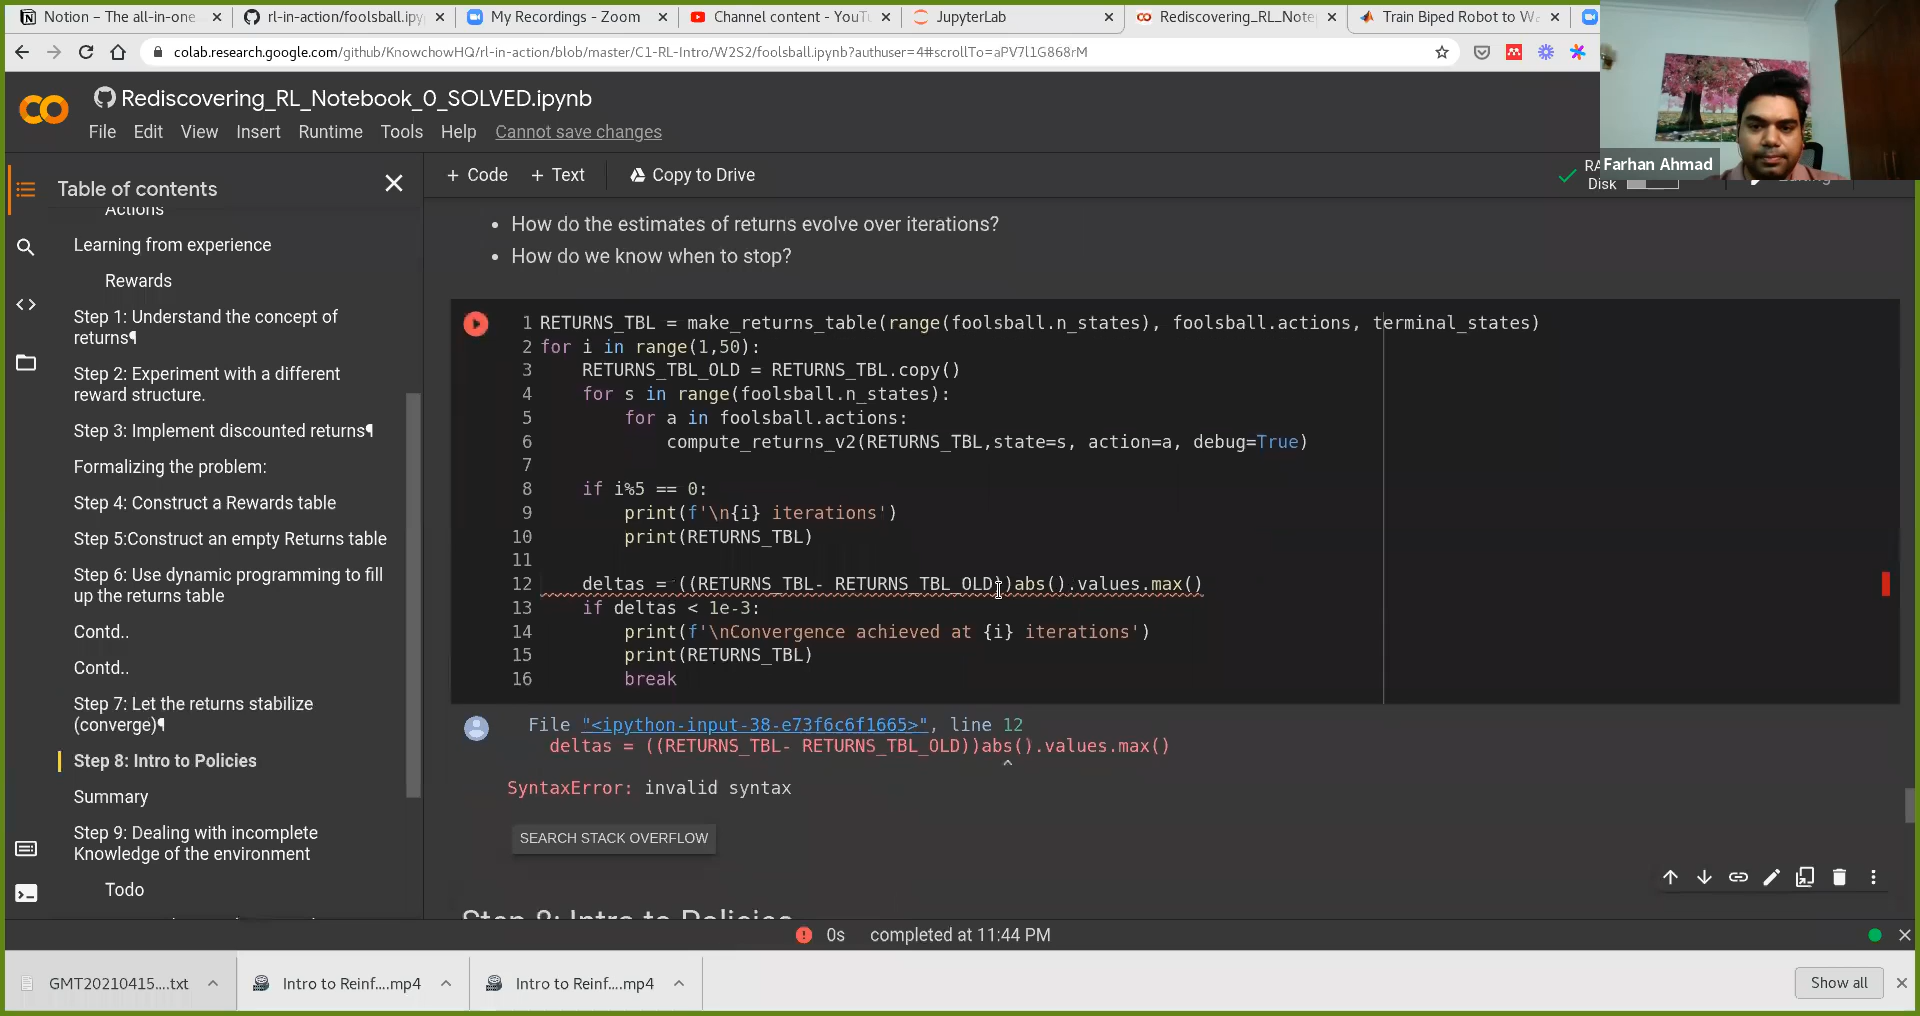 Notion – The all-in-one
rl-in-action/foolsball.ipy
My Recordings - Zoom
Channel content - YouTu
JupyterLab
Rediscovering_RL_Note
Train Biped Robot to Wa
colab.research.google.com/github/KnowchowHQ/rl-in-action/blob/master/C1-RL-Intro/W2S2/foolsball.ipynb?authuser=4#scrollTo=aPV7l1G868rM
Rediscovering_RL_Notebook_0_SOLVED.ipynb
File Edit View Insert Runtime Tools Help Cannot save changes
Farhan Ahmad
+ Code + Text Copy to Drive
RA
Disk
Table of contents
Actions
Learning from experience
Rewards
Step 1: Understand the concept of
returns¶
Step 2: Experiment with a different
reward structure.
Step 3: Implement discounted returns¶
Formalizing the problem:
Step 4: Construct a Rewards table
Step 5:Construct an empty Returns table
Step 6: Use dynamic programming to fill
up the returns table
Contd..
Contd..
Step 7: Let the returns stabilize
(converge)¶
Step 8: Intro to Policies
Summary
Step 9: Dealing with incomplete
Knowledge of the environment
Todo
• How do the estimates of returns evolve over iterations?
• How do we know when to stop?
1 RETURNS_TBL = make_returns_table(range(foolsball.n_states), foolsball.actions, terminal_states)
2 for i in range(1,50):
3     RETURNS_TBL_OLD = RETURNS_TBL.copy()
4     for s in range(foolsball.n_states):
5         for a in foolsball.actions:
6             compute_returns_v2(RETURNS_TBL,state=s, action=a, debug=True)
7
8     if i%5 == 0:
9         print(f'\n{i} iterations')
10         print(RETURNS_TBL)
11
12     deltas = ((RETURNS_TBL- RETURNS_TBL_OLD))abs().values.max()
13     if deltas < 1e-3:
14         print(f'\nConvergence achieved at {i} iterations')
15         print(RETURNS_TBL)
16         break
File "<ipython-input-38-e73f6c6f1665>", line 12
deltas = ((RETURNS_TBL- RETURNS_TBL_OLD))abs().values.max()
^
SyntaxError: invalid syntax
SEARCH STACK OVERFLOW
Step 8: Intro to Policies
0s completed at 11:44 PM
GMT20210415....txt
Intro to Reinf....mp4
Intro to Reinf....mp4
Show all